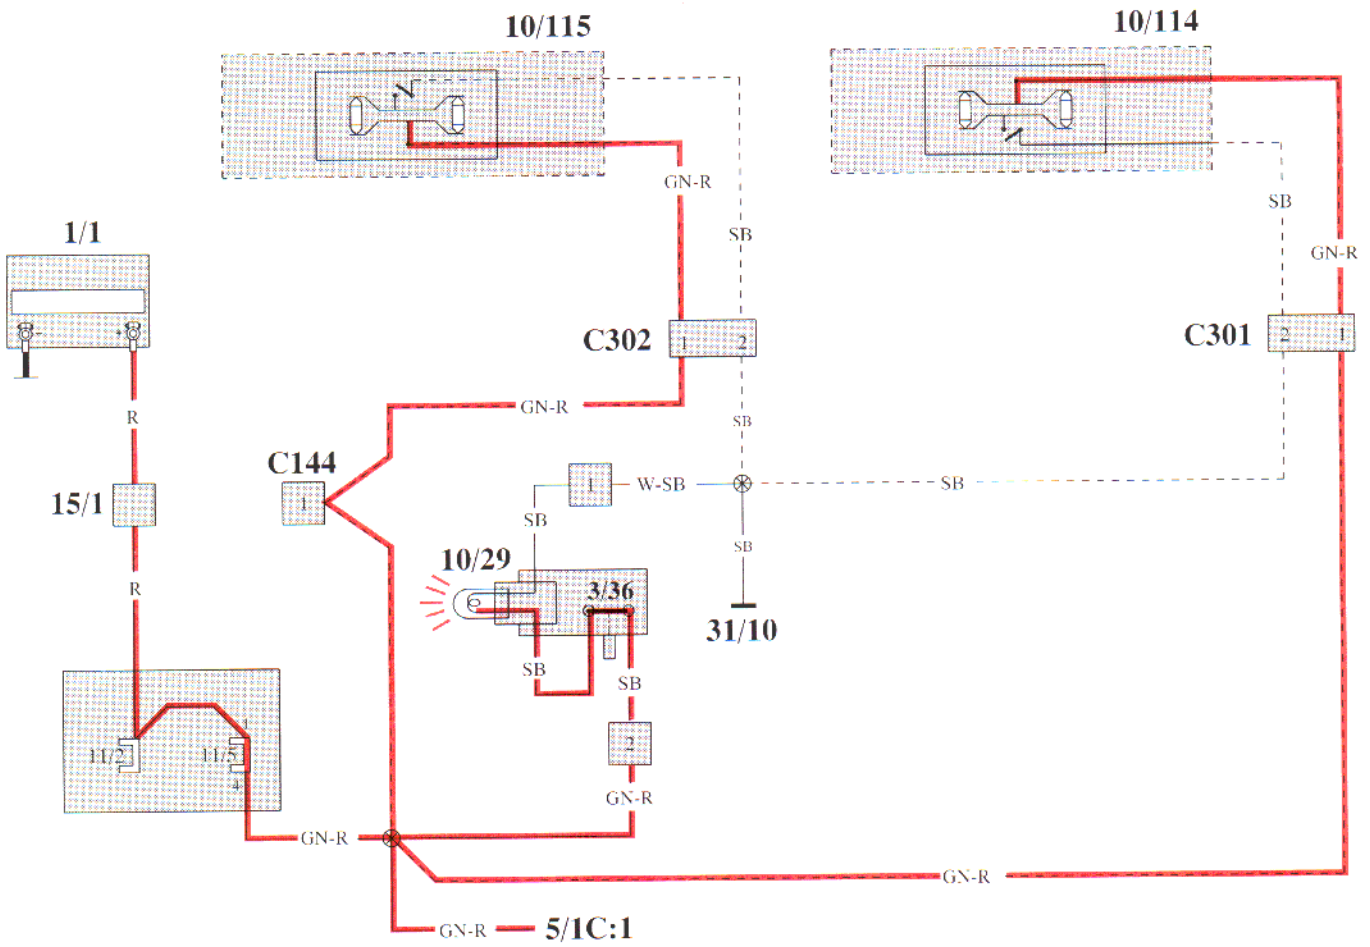 10/115
10/114
GN-R
SB
SB
GN-R
1/1
- +
C302
1 2
C301
2 1
R
GN-R
SB
C144
1
15/1
1
W-SB
SB
SB
SB
R
10/29
3/36
31/10
SB
SB
11/2
1
11/5
4
2
GN-R
GN-R
GN-R
GN-R
5/1C:1